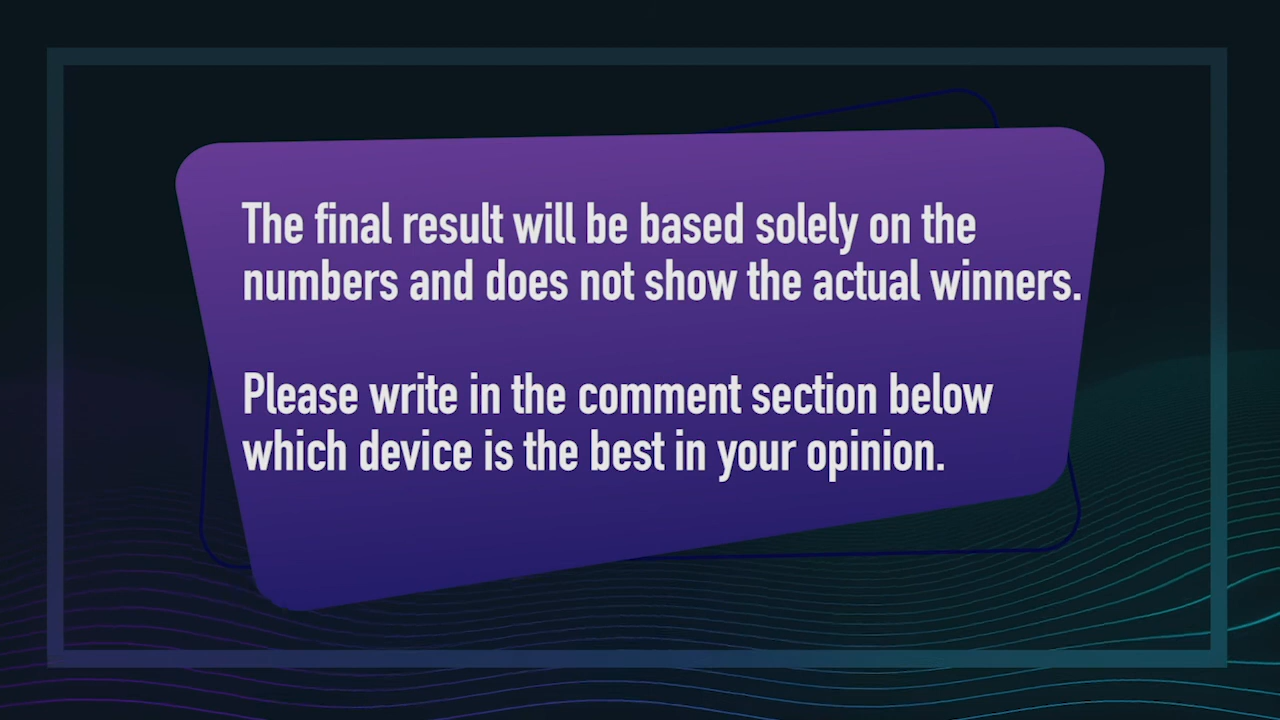 The final result will be based solely on the
numbers and does not show the actual winners.
Please write in the comment section below
which device is the best in your opinion.